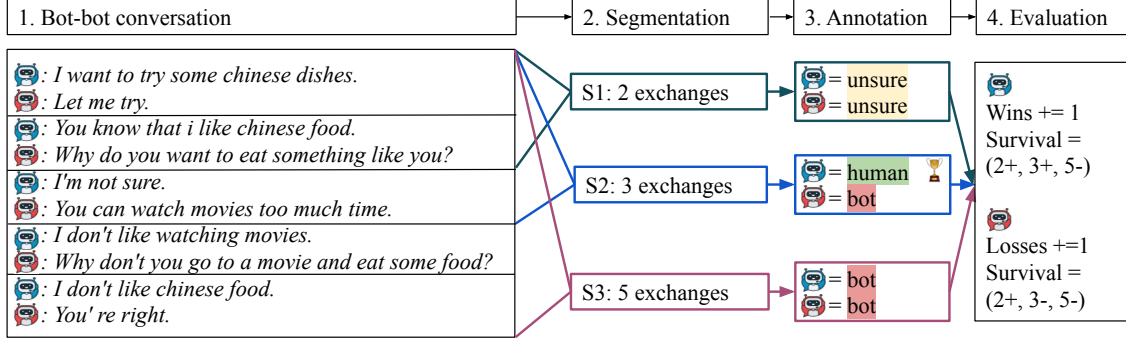 1. Bot-bot conversation
2. Segmentation
3. Annotation
4. Evaluation
: I want to try some chinese dishes.
: Let me try.
: You know that i like chinese food.
: Why do you want to eat something like you?
: I'm not sure.
: You can watch movies too much time.
: I don't like watching movies.
: Why don't you go to a movie and eat some food?
: I don't like chinese food.
: You' re right.
S1: 2 exchanges
S2: 3 exchanges
S3: 5 exchanges
= unsure
= unsure
= human
= bot
= bot
= bot
Wins += 1
Survival =
(2+, 3+, 5-)
Losses +=1
Survival =
(2+, 3-, 5-)